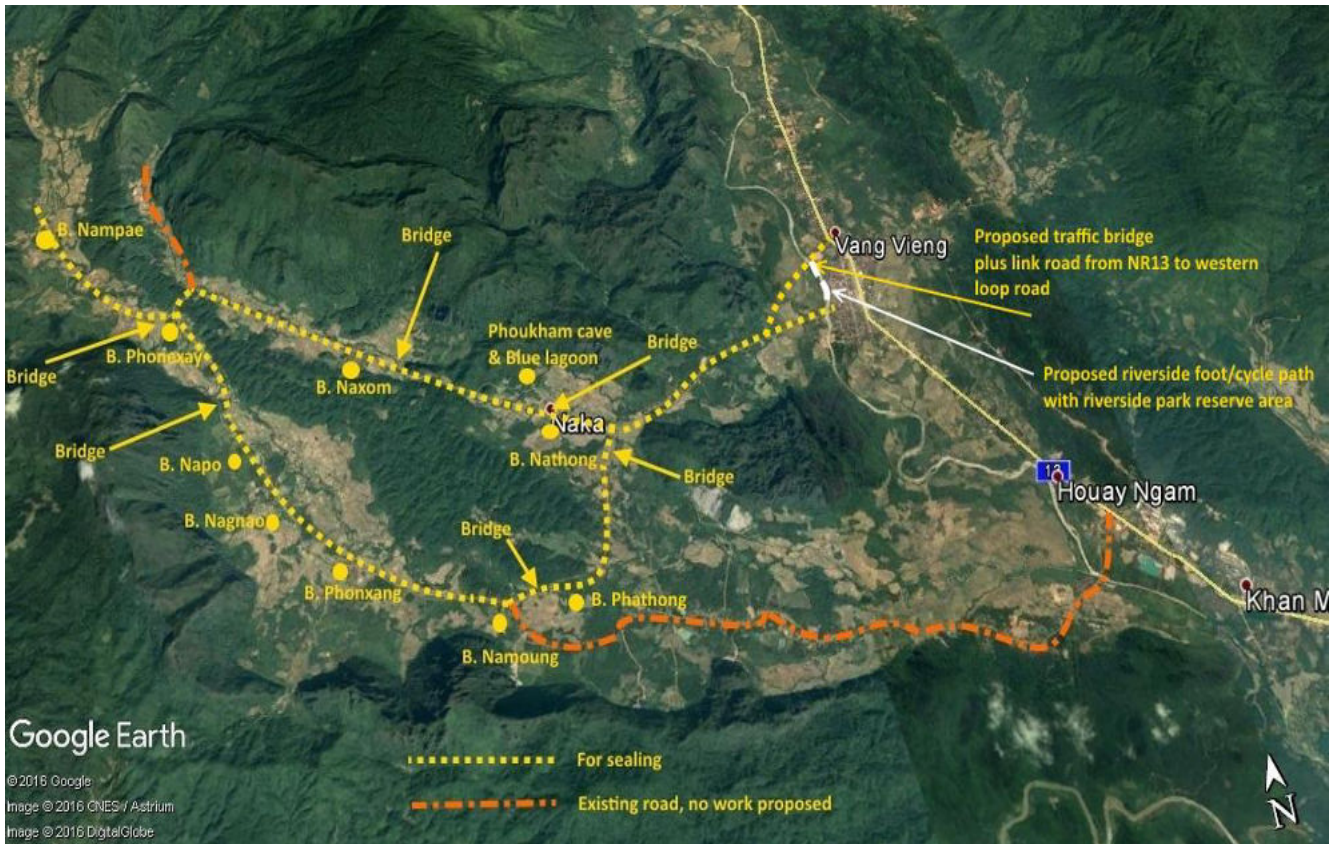 B. Nampae
Bridge
Vang Vieng
Proposed traffic bridge
plus link road from NR13 to western
loop road
Phoukham cave
& Blue lagoon
Bridge
B. Phonexay
Bridge
B. Naxom
Proposed riverside foot/cycle path
with riverside park reserve area
Naka
Bridge
B. Nathong
B. Napo
Bridge
13
Houay Ngam
B. Nagnao
Bridge
B. Phonxang
B. Phathong
Khan M
B. Namoung
Google Earth
For sealing
©2016 Google
Existing road, no work proposed
Image © 2016 CNES / Astrium
Image © 2016 DigitalGlobe
N